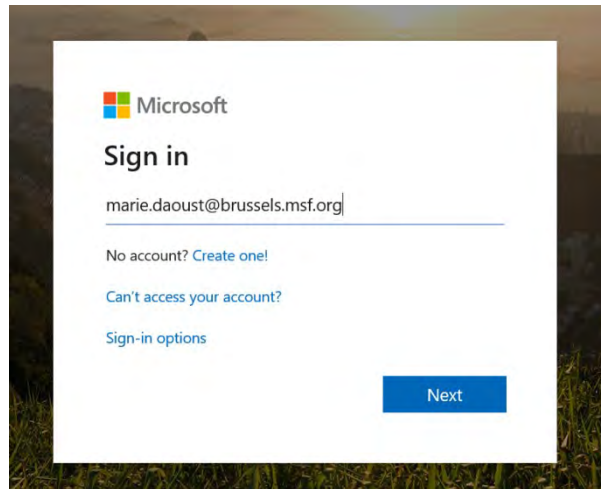 Microsoft
Sign in
marie.daoust@brussels.msf.org
No account? Create one!
Can't access your account?
Sign-in options
Next